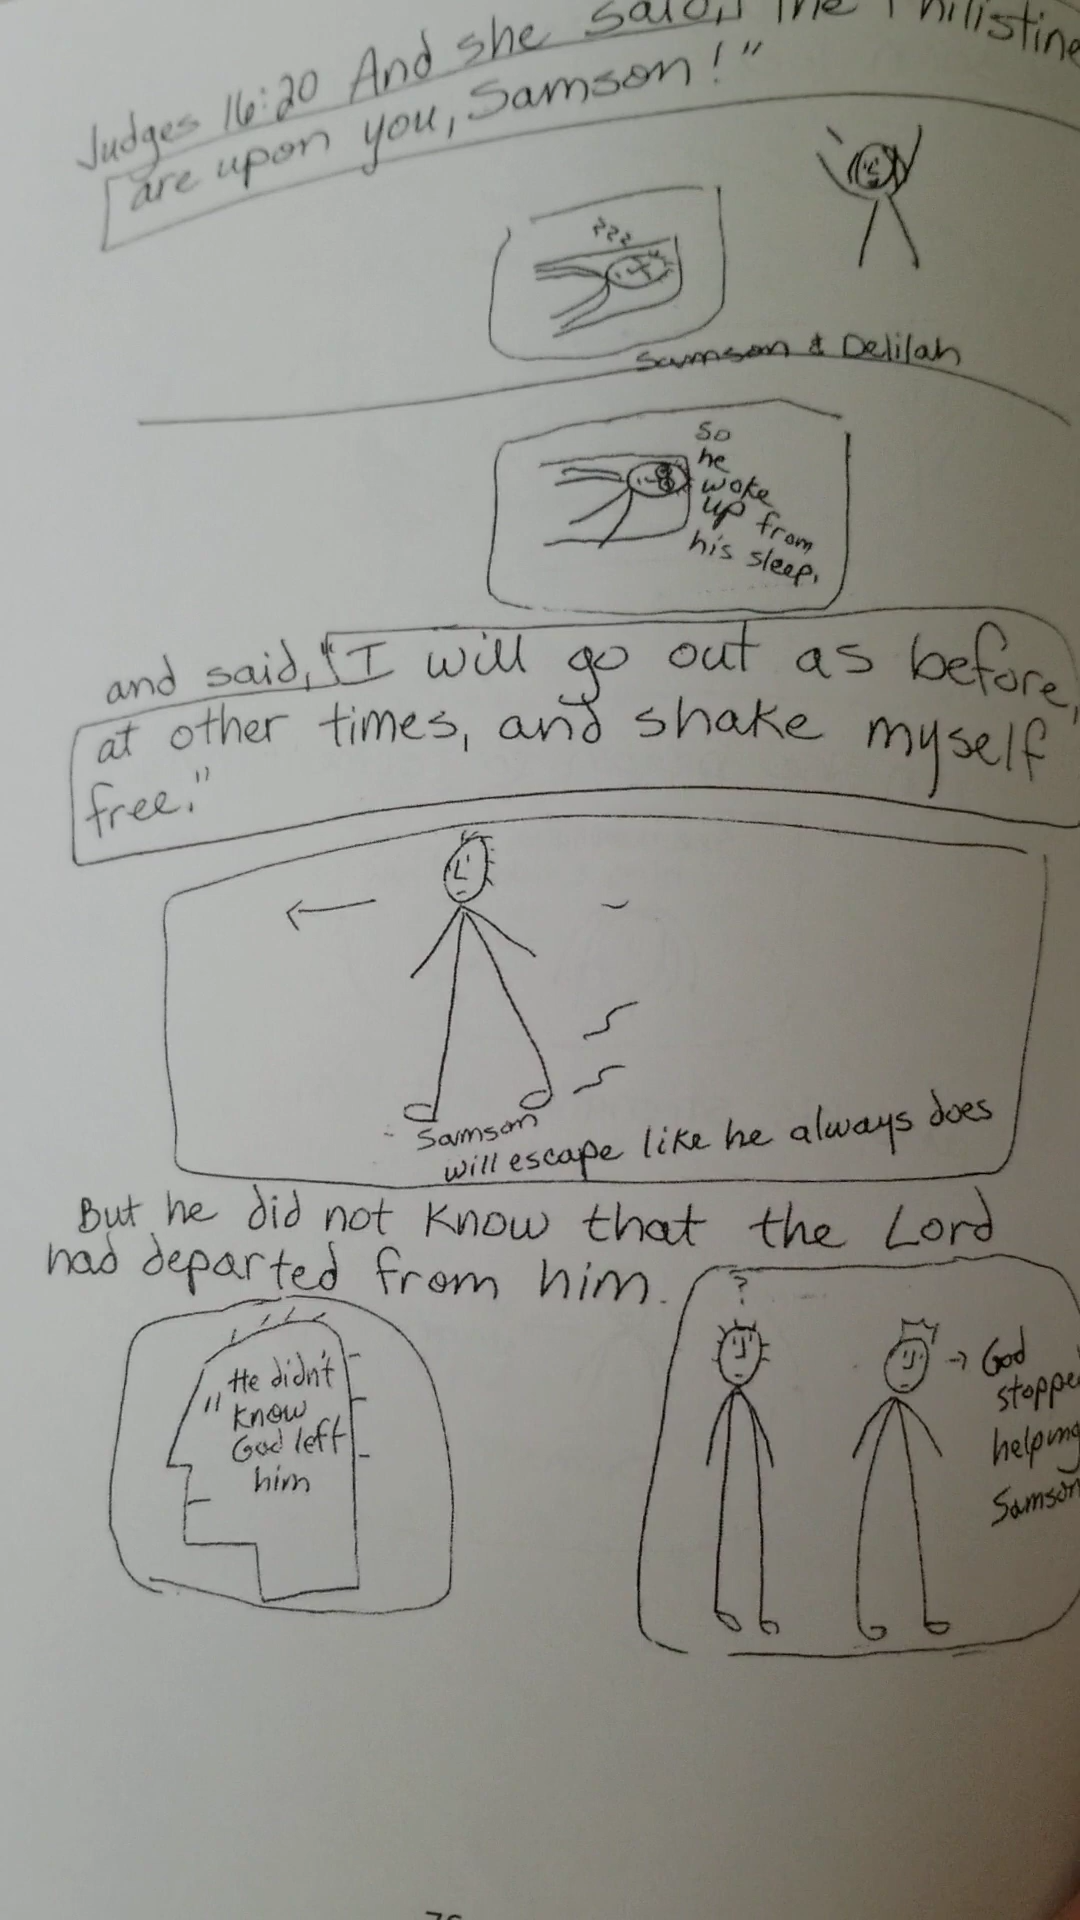 Judges 16:20 And she said, "The Philistine
are upon you, Samson!"
zzz
Samson & Delilah
So
he
woke
up from
his sleep,
and said, "I will go out as before,
at other times, and shake myself
free."
Samson
will escape like he always does
But he did not know that the Lord
had departed from him.
He didn't
know
God left
him
?
→ God
stoppe
helping
Samson